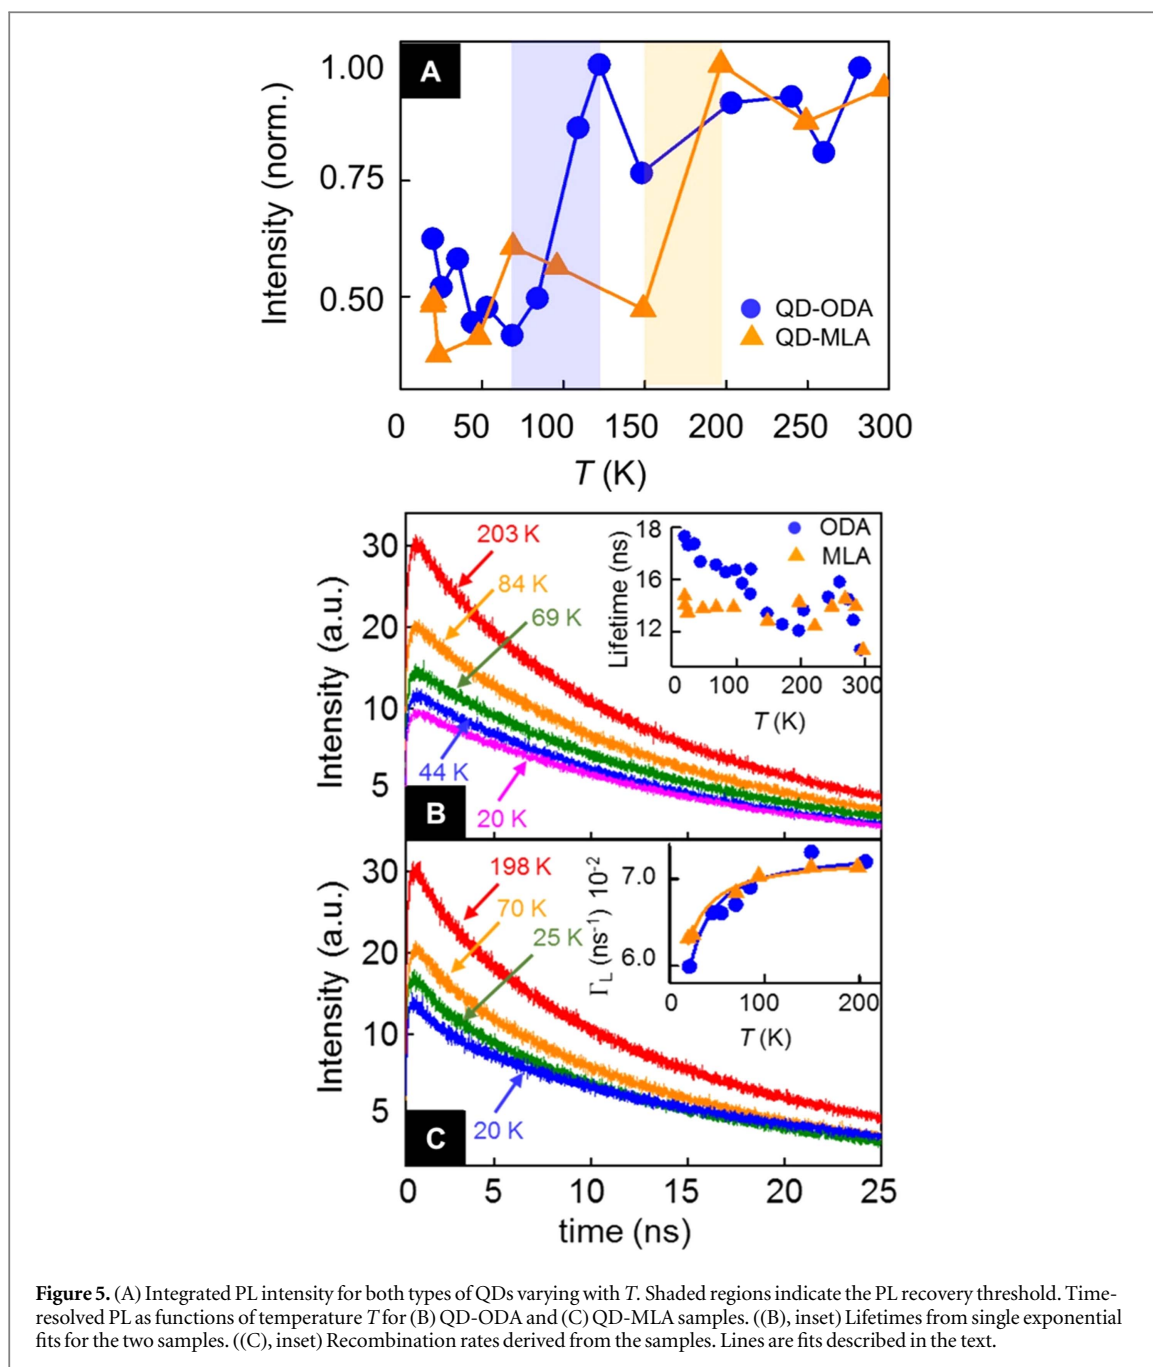 A
Intensity (norm.)
1.00
0.75
0.50
QD-ODA
QD-MLA
0 50 100 150 200 250 300
T (K)
B
Intensity (a.u.)
30
20
10
5
203 K
84 K
69 K
44 K
20 K
Lifetime (ns)
18
16
12
ODA
MLA
0 100 200 300
T (K)
C
Intensity (a.u.)
30
20
10
5
198 K
70 K
25 K
20 K
ΓL (ns-1) 10-2
7.0
6.0
0 100 200
T (K)
0 5 10 15 20 25
time (ns)
Figure 5. (A) Integrated PL intensity for both types of QDs varying with T. Shaded regions indicate the PL recovery threshold. Time-
resolved PL as functions of temperature T for (B) QD-ODA and (C) QD-MLA samples. ((B), inset) Lifetimes from single exponential
fits for the two samples. ((C), inset) Recombination rates derived from the samples. Lines are fits described in the text.